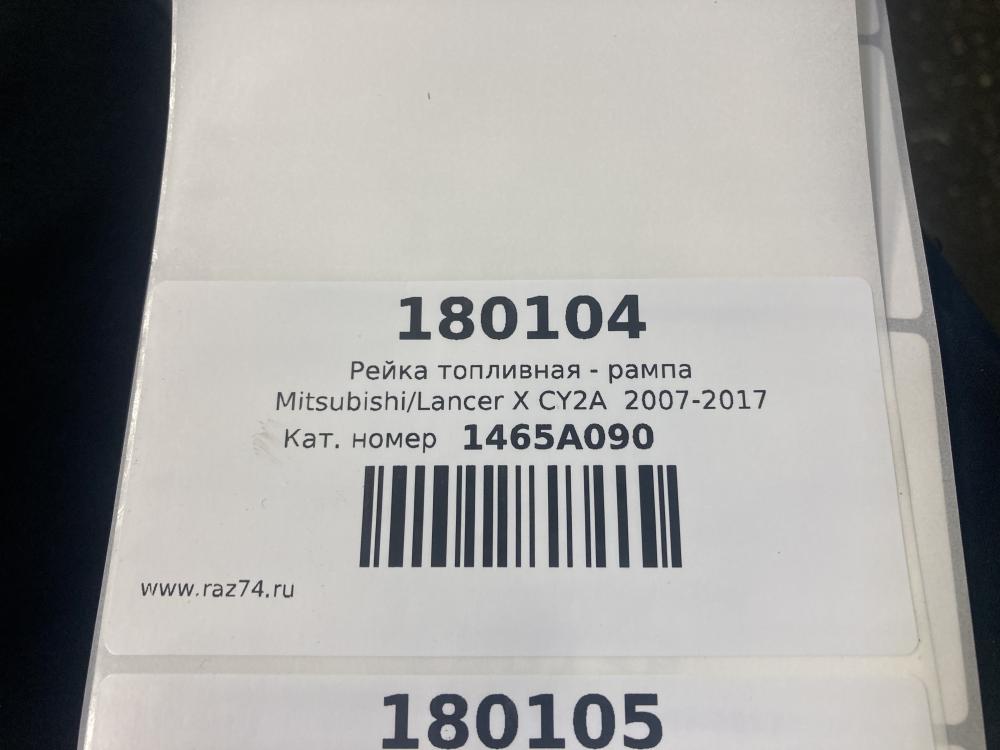 180104
Рейка топливная - рампа
Mitsubishi/Lancer X CY2A  2007-2017
Кат. номер 1465A090
www.raz74.ru
180105